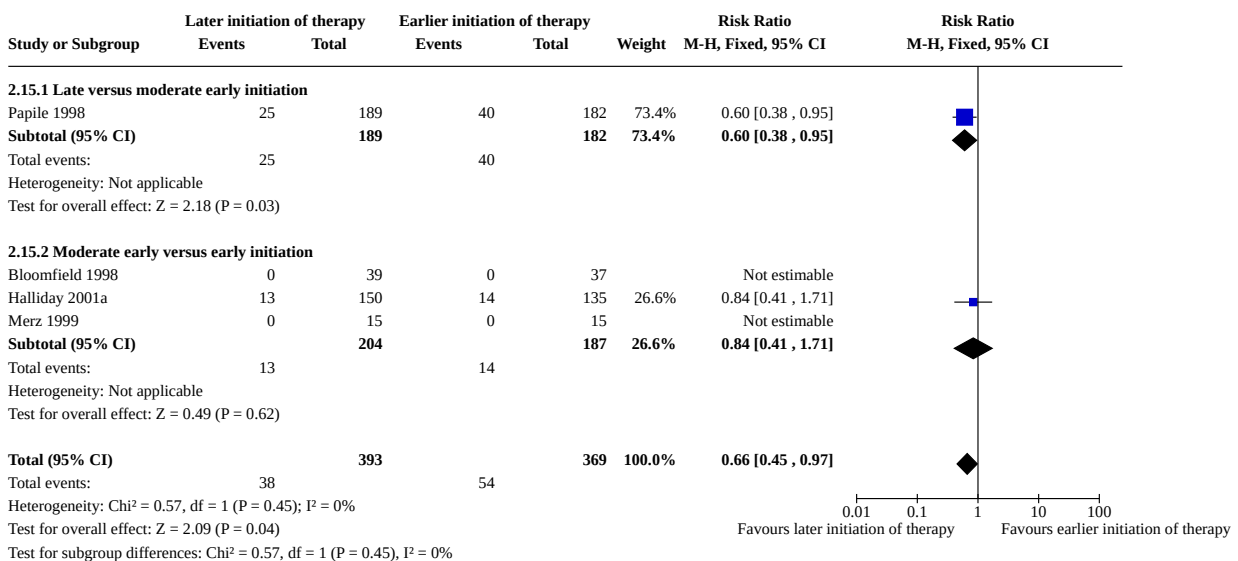 Later initiation of therapy Earlier initiation of therapy Risk Ratio Risk Ratio
Study or Subgroup Events Total Events Total Weight M-H, Fixed, 95% CI M-H, Fixed, 95% CI
2.15.1 Late versus moderate early initiation
Papile 1998 25 189 40 182 73.4% 0.60 [0.38 , 0.95]
Subtotal (95% CI) 189 182 73.4% 0.60 [0.38 , 0.95]
Total events: 25 40
Heterogeneity: Not applicable
Test for overall effect: Z = 2.18 (P = 0.03)
2.15.2 Moderate early versus early initiation
Bloomfield 1998 0 39 0 37 Not estimable
Halliday 2001a 13 150 14 135 26.6% 0.84 [0.41 , 1.71]
Merz 1999 0 15 0 15 Not estimable
Subtotal (95% CI) 204 187 26.6% 0.84 [0.41 , 1.71]
Total events: 13 14
Heterogeneity: Not applicable
Test for overall effect: Z = 0.49 (P = 0.62)
Total (95% CI) 393 369 100.0% 0.66 [0.45 , 0.97]
Total events: 38 54
Heterogeneity: Chi² = 0.57, df = 1 (P = 0.45); I² = 0%
0.01 0.1 1 10 100
Test for overall effect: Z = 2.09 (P = 0.04) Favours later initiation of therapy Favours earlier initiation of therapy
Test for subgroup differences: Chi² = 0.57, df = 1 (P = 0.45), I² = 0%